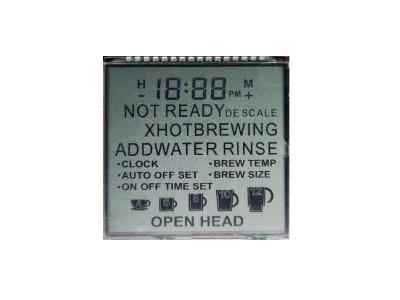 H 18:88 PM M
- +
NOT READY DE SCALE
XHOTBREWING
ADDWATER RINSE
•CLOCK •BREW TEMP
•AUTO OFF SET •BREW SIZE
•ON OFF TIME SET
OPEN HEAD